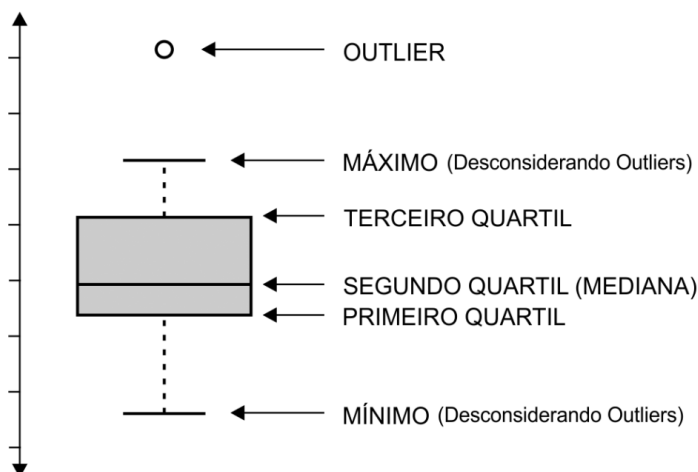 OUTLIER
MÁXIMO (Desconsiderando Outliers)
TERCEIRO QUARTIL
SEGUNDO QUARTIL (MEDIANA)
PRIMEIRO QUARTIL
MÍNIMO (Desconsiderando Outliers)